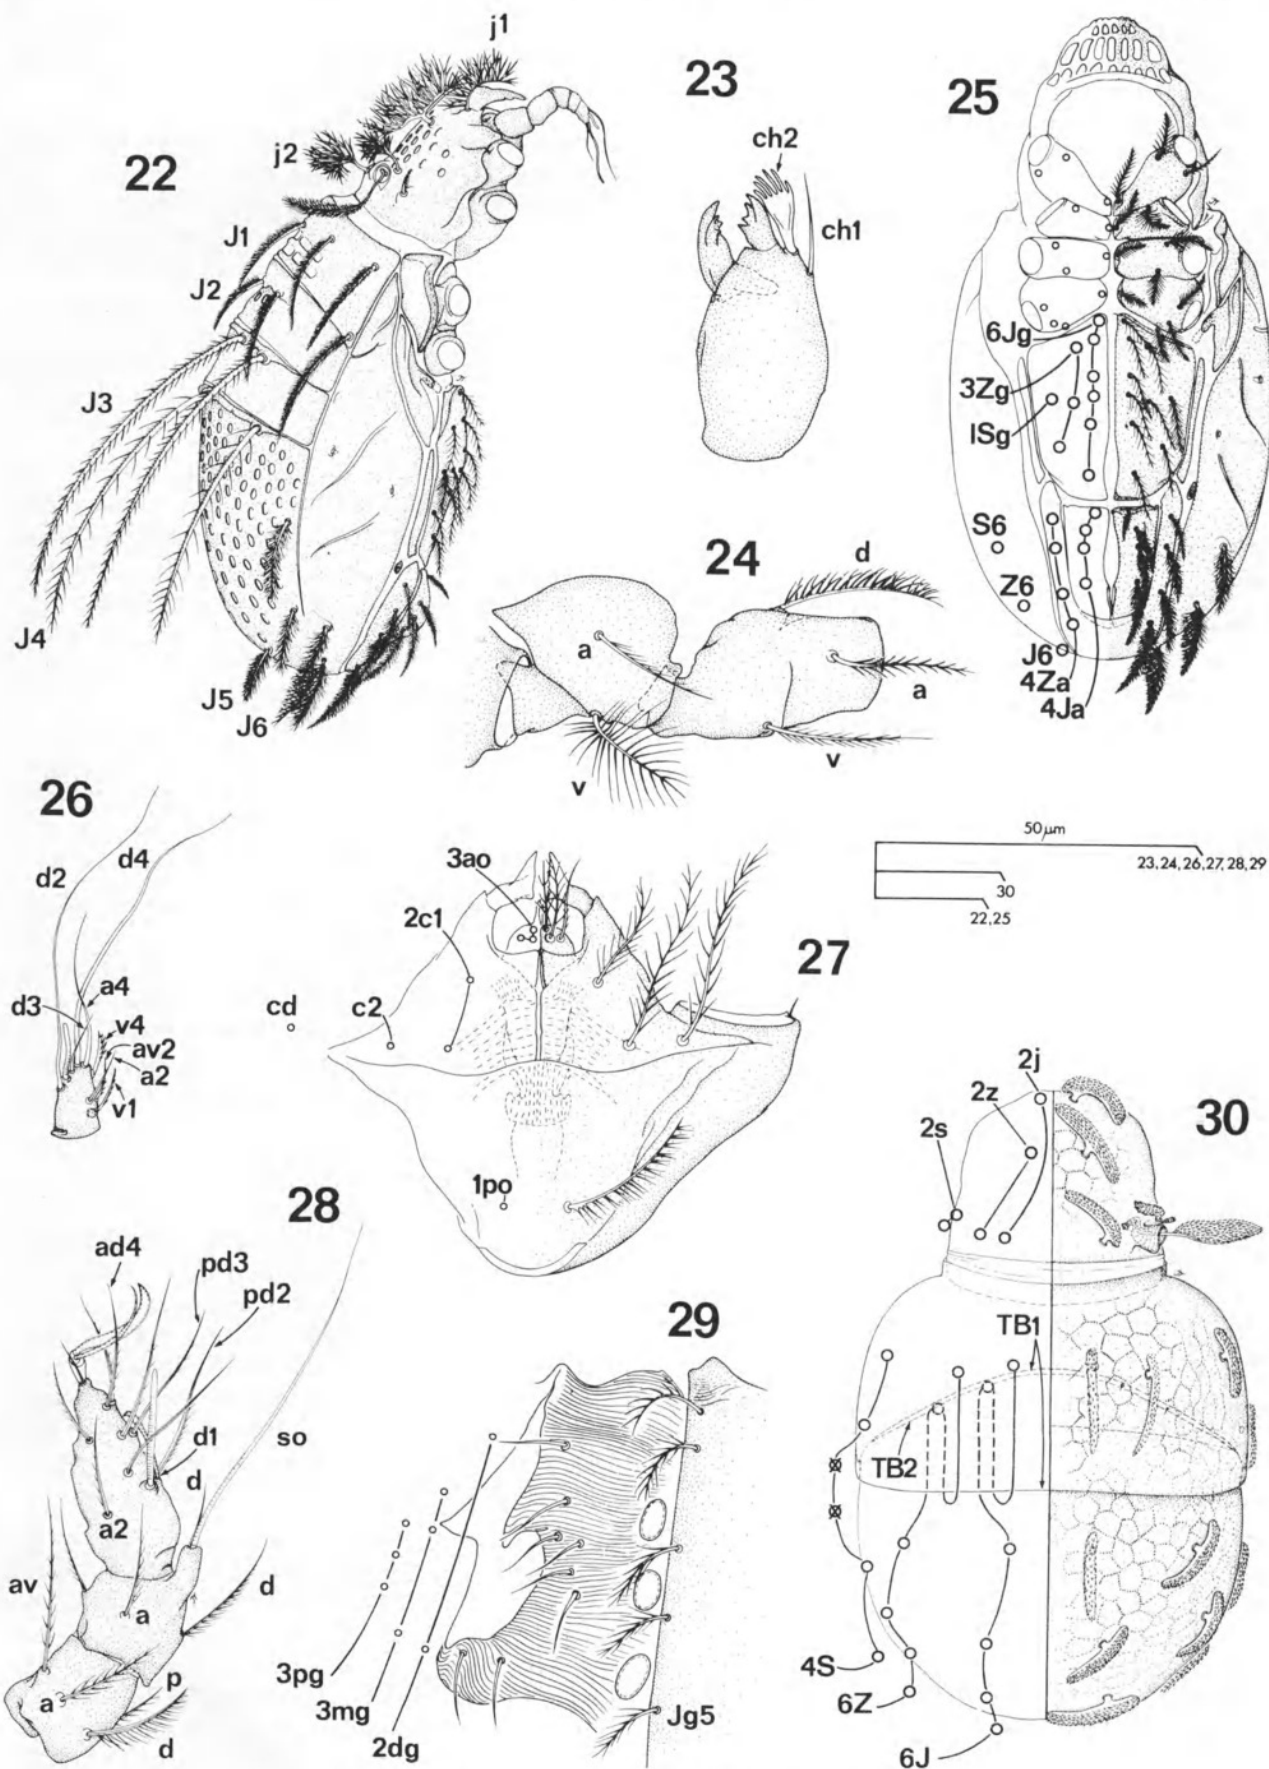 22
j1
j2
J1
J2
J3
J4
J5
J6
23
ch2
ch1
24
d
a
a
v
v
25
6Jg
3Zg
ISg
S6
Z6
J6
4Za
4Ja
26
d2
d4
d3
a4
v4
av2
a2
v1
50 µm
23, 24, 26, 27, 28, 29
30
22, 25
27
3ao
2c1
c2
cd
1po
28
ad4
pd3
pd2
so
d1
d
a2
av
a
d
a
p
d
29
3pg
3mg
2dg
Jg5
30
2j
2z
2s
TB1
TB2
4S
6Z
6J